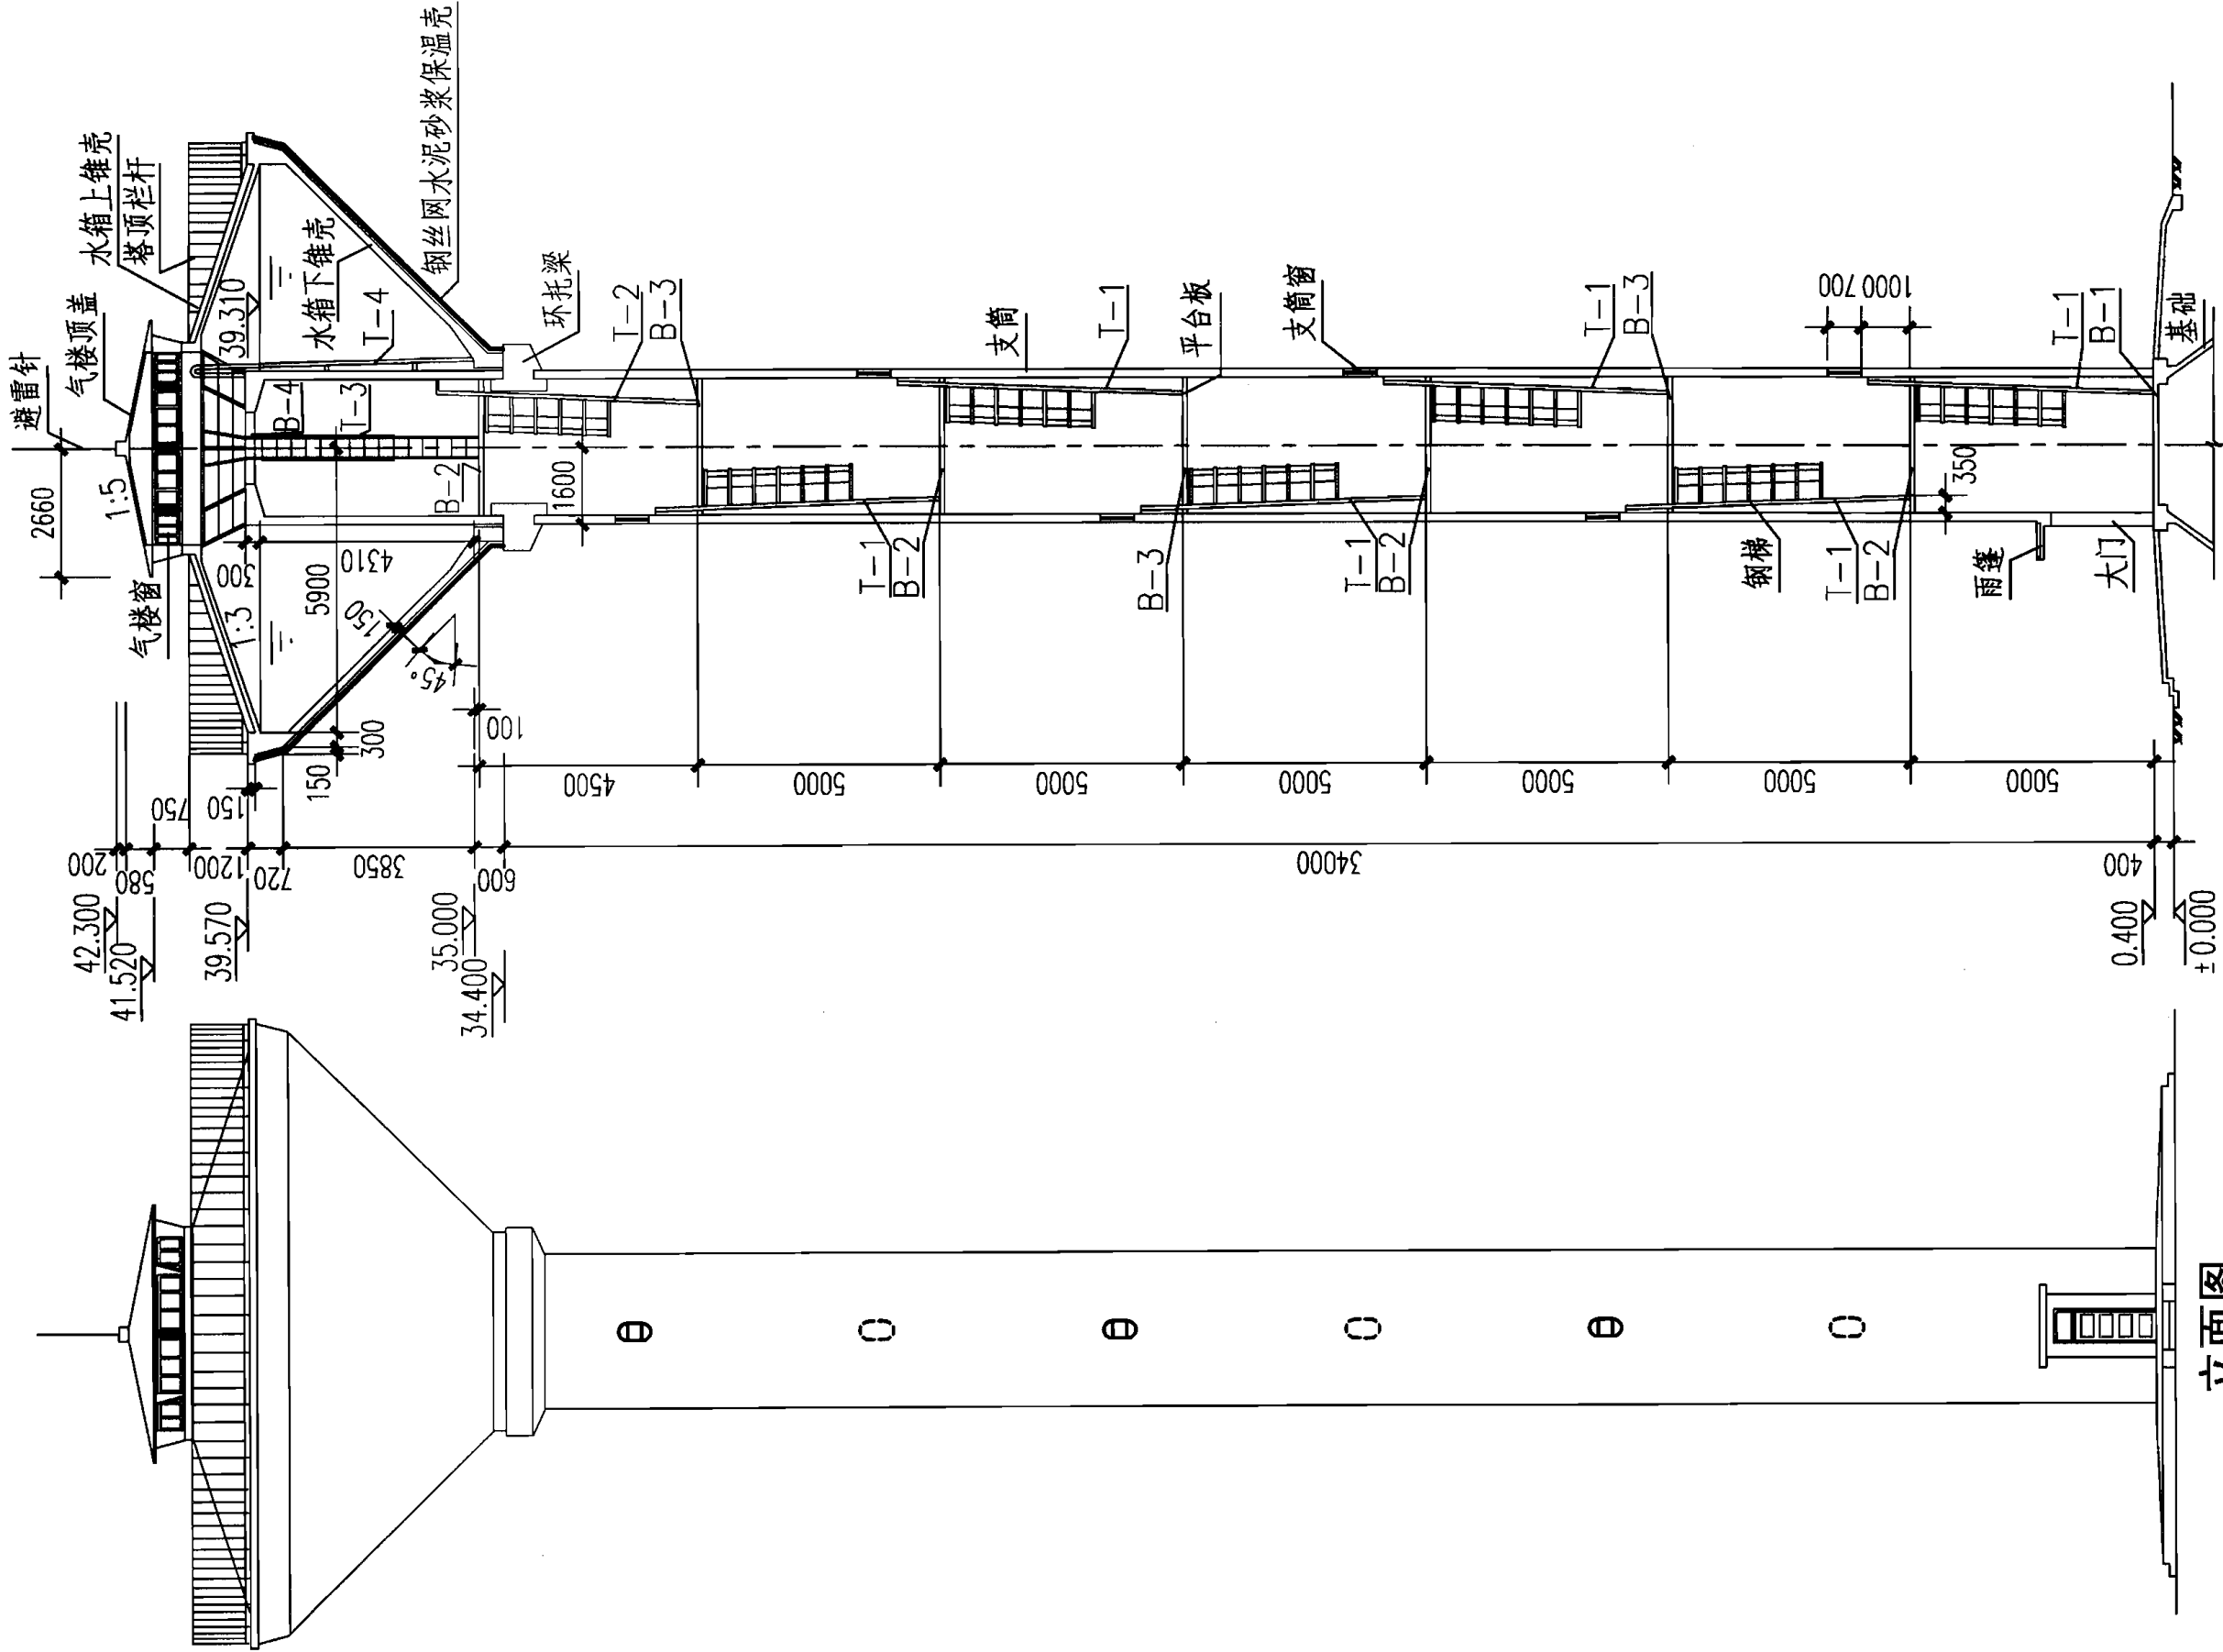 避雷针
气楼顶盖
水箱上锥壳
塔顶栏杆
2660
1:5
气楼窗
1:3
39.310
300
4310
5900
B-4
T-3
T-4
水箱下锥壳
钢丝网水泥砂浆保温壳
150
45°
300
150
B-2
100
环托梁
1600
T-2
B-3
支筒
T-1
平台板
支筒窗
T-1
B-2
B-3
T-1
B-2
T-1
B-3
钢梯
T-1
B-2
700
1000
350
雨篷
大门
T-1
B-1
基础
4500
5000
5000
5000
5000
5000
5000
200
580
750
150
1200
720
3850
600
34000
400
42.300
41.520
39.570
35.000
34.400
0.400
±0.000
立面图